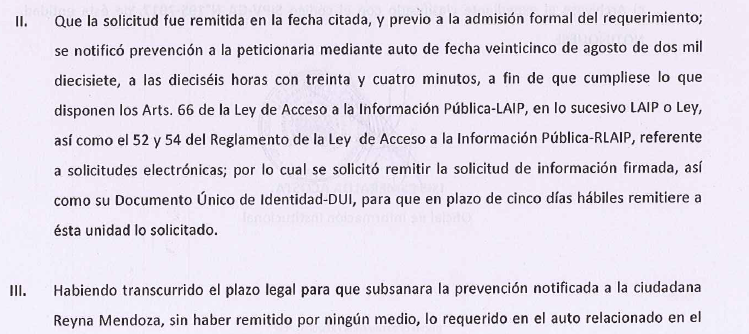 II. Que la solicitud fue remitida en la fecha citada, y previo a la admisión formal del requerimiento;
se notificó prevención a la peticionaria mediante auto de fecha veinticinco de agosto de dos mil
diecisiete, a las dieciséis horas con treinta y cuatro minutos, a fin de que cumpliese lo que
disponen los Arts. 66 de la Ley de Acceso a la Información Pública-LAIP, en lo sucesivo LAIP o Ley,
así como el 52 y 54 del Reglamento de la Ley de Acceso a la Información Pública-RLAIP, referente
a solicitudes electrónicas; por lo cual se solicitó remitir la solicitud de información firmada, así
como su Documento Único de Identidad-DUI, para que en plazo de cinco días hábiles remitiere a
ésta unidad lo solicitado.
III. Habiendo transcurrido el plazo legal para que subsanara la prevención notificada a la ciudadana
Reyna Mendoza, sin haber remitido por ningún medio, lo requerido en el auto relacionado en el